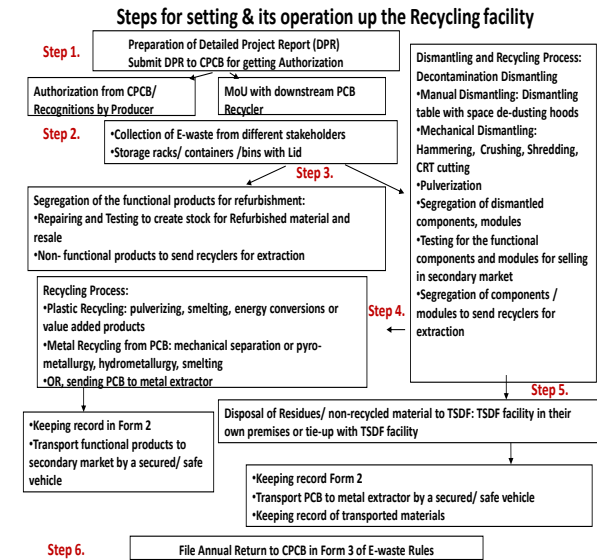 Steps for setting & its operation up the Recycling facility
Step 1.
Preparation of Detailed Project Report (DPR)
Submit DPR to CPCB for getting Authorization
Authorization from CPCB/
Recognitions by Producer
MoU with downstream PCB
Recycler
Step 2.
•Collection of E-waste from different stakeholders
•Storage racks/ containers /bins with Lid
Step 3.
Segregation of the functional products for refurbishment:
•Repairing and Testing to create stock for Refurbished material and
resale
•Non- functional products to send recyclers for extraction
Dismantling and Recycling Process:
Decontamination Dismantling
•Manual Dismantling: Dismantling
table with space de-dusting hoods
•Mechanical Dismantling:
Hammering, Crushing, Shredding,
CRT cutting
•Pulverization
•Segregation of dismantled
components, modules
•Testing for the functional
components and modules for selling
in secondary market
•Segregation of components /
modules to send recyclers for
extraction
Step 4.
Recycling Process:
•Plastic Recycling: pulverizing, smelting, energy conversions or
value added products
•Metal Recycling from PCB: mechanical separation or pyro-
metallurgy, hydrometallurgy, smelting
•OR, sending PCB to metal extractor
Step 5.
Disposal of Residues/ non-recycled material to TSDF: TSDF facility in their
own premises or tie-up with TSDF facility
•Keeping record in Form 2
•Transport functional products to
secondary market by a secured/ safe
vehicle
•Keeping record Form 2
•Transport PCB to metal extractor by a secured/ safe vehicle
•Keeping record of transported materials
Step 6.
File Annual Return to CPCB in Form 3 of E-waste Rules